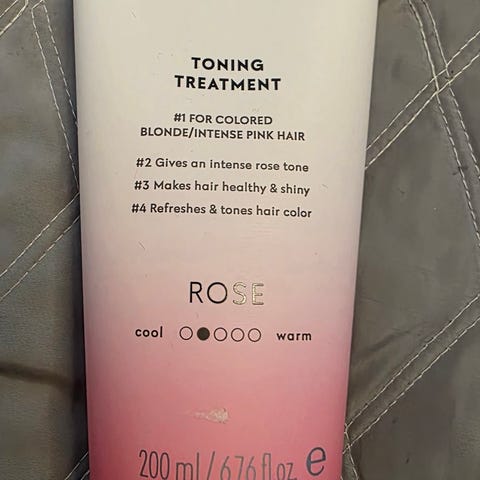 TONING
TREATMENT
#1 FOR COLORED
BLONDE/INTENSE PINK HAIR
#2 Gives an intense rose tone
#3 Makes hair healthy & shiny
#4 Refreshes & tones hair color
ROSE
cool ○●○○○ warm
200 ml / 6.76 fl.oz. ℮